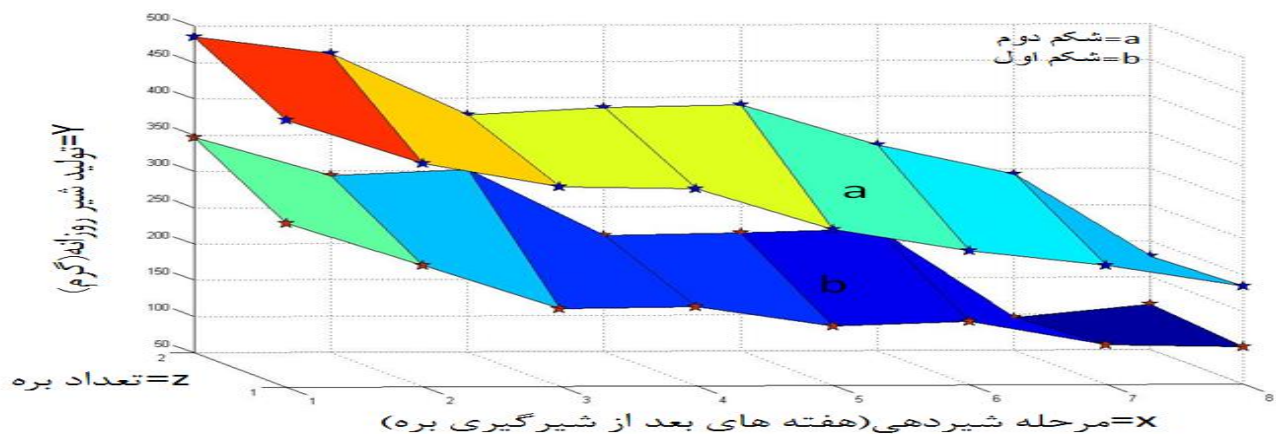 500
450
400
350
300
250
200
150
100
50
a=شکم دوم
b=شکم اول
Y=تولید شیر روزانه(گرم)
a
b
2
1
z=تعداد بره
1
2
3
4
5
6
7
8
X=مرحله شیردهی(هفته های بعد از شیرگیری بره)